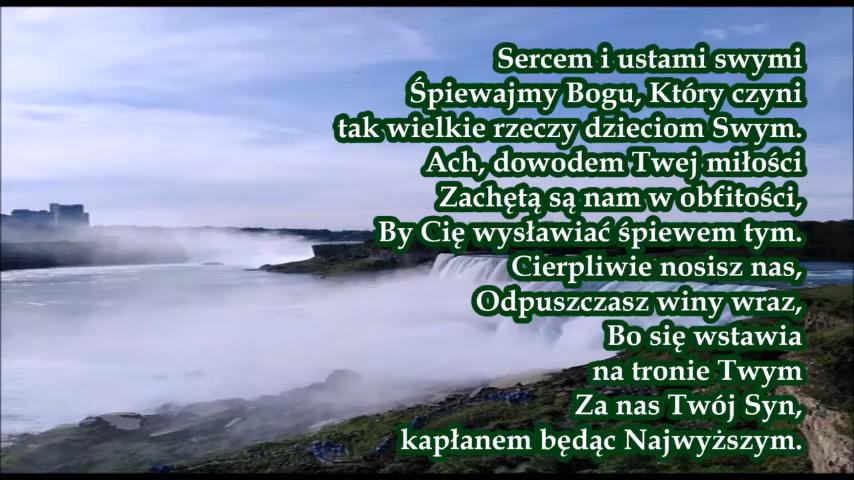 Sercem i ustami swymi
Śpiewajmy Bogu, Który czyni
tak wielkie rzeczy dzieciom Swym.
Ach, dowodem Twej miłości
Zachętą są nam w obfitości,
By Cię wysławiać śpiewem tym.
Cierpliwie nosisz nas,
Odpuszczasz winy wraz,
Bo się wstawia
na tronie Twym
Za nas Twój Syn,
kapłanem będąc Najwyższym.